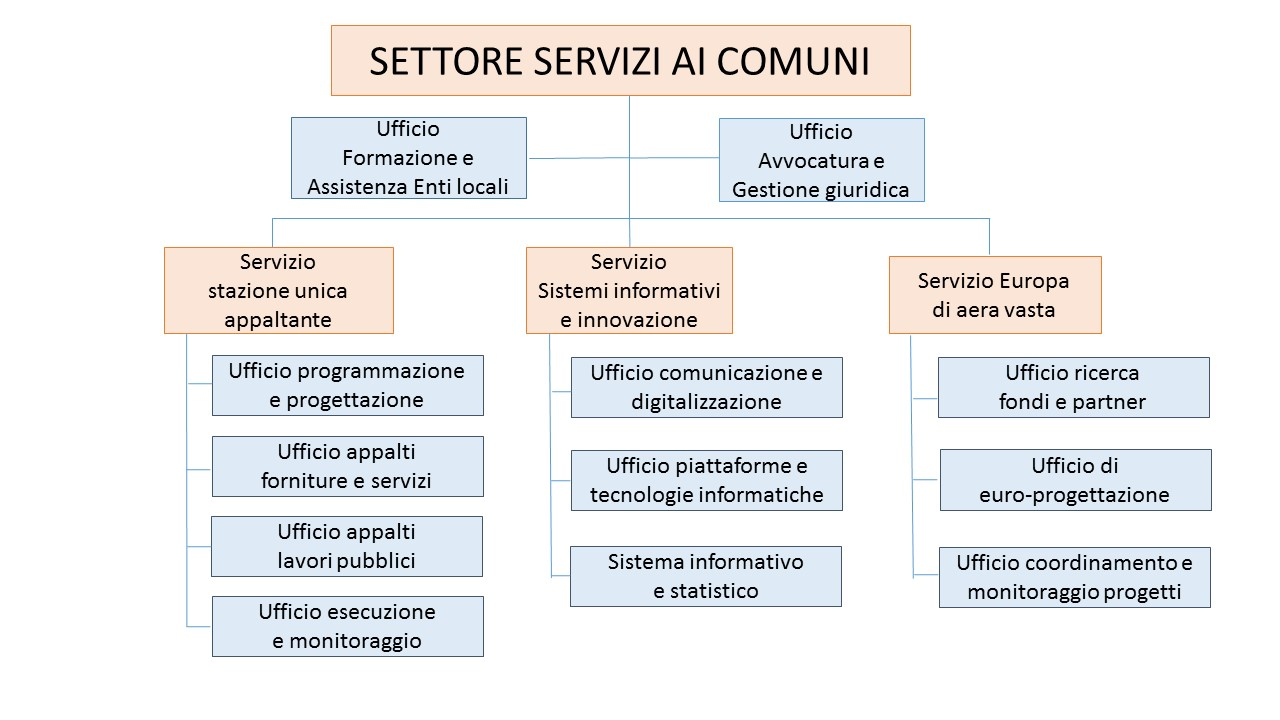 SETTORE SERVIZI AI COMUNI
Ufficio
Formazione e
Assistenza Enti locali
Ufficio
Avvocatura e
Gestione giuridica
Servizio
stazione unica
appaltante
Servizio
Sistemi informativi
e innovazione
Servizio Europa
di aera vasta
Ufficio programmazione
e progettazione
Ufficio appalti
forniture e servizi
Ufficio appalti
lavori pubblici
Ufficio esecuzione
e monitoraggio
Ufficio comunicazione e
digitalizzazione
Ufficio piattaforme e
tecnologie informatiche
Sistema informativo
e statistico
Ufficio ricerca
fondi e partner
Ufficio di
euro-progettazione
Ufficio coordinamento e
monitoraggio progetti